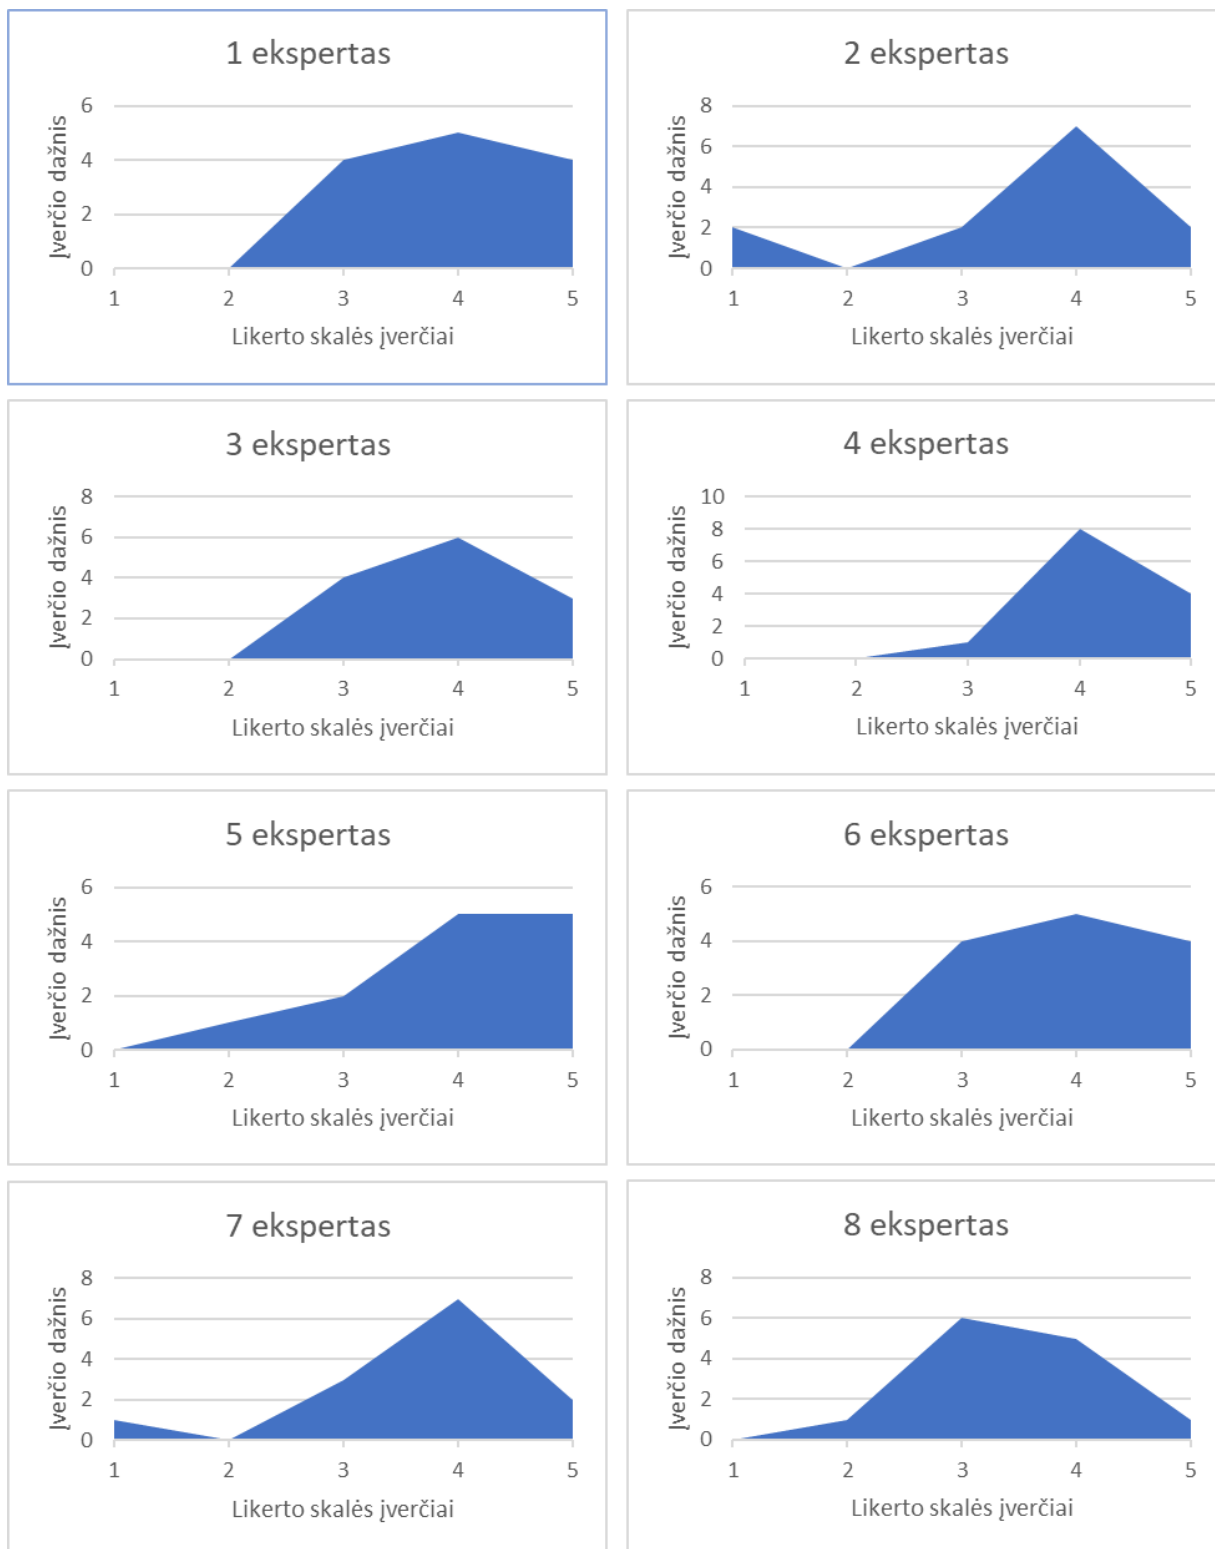 1 ekspertas
Įverčio dažnis
6
4
2
0
1 2 3 4 5
Likerto skalės įverčiai
2 ekspertas
Įverčio dažnis
8
6
4
2
0
1 2 3 4 5
Likerto skalės įverčiai
3 ekspertas
Įverčio dažnis
8
6
4
2
0
1 2 3 4 5
Likerto skalės įverčiai
4 ekspertas
Įverčio dažnis
10
8
6
4
2
0
1 2 3 4 5
Likerto skalės įverčiai
5 ekspertas
Įverčio dažnis
6
4
2
0
1 2 3 4 5
Likerto skalės įverčiai
6 ekspertas
Įverčio dažnis
6
4
2
0
1 2 3 4 5
Likerto skalės įverčiai
7 ekspertas
Įverčio dažnis
8
6
4
2
0
1 2 3 4 5
Likerto skalės įverčiai
8 ekspertas
Įverčio dažnis
8
6
4
2
0
1 2 3 4 5
Likerto skalės įverčiai